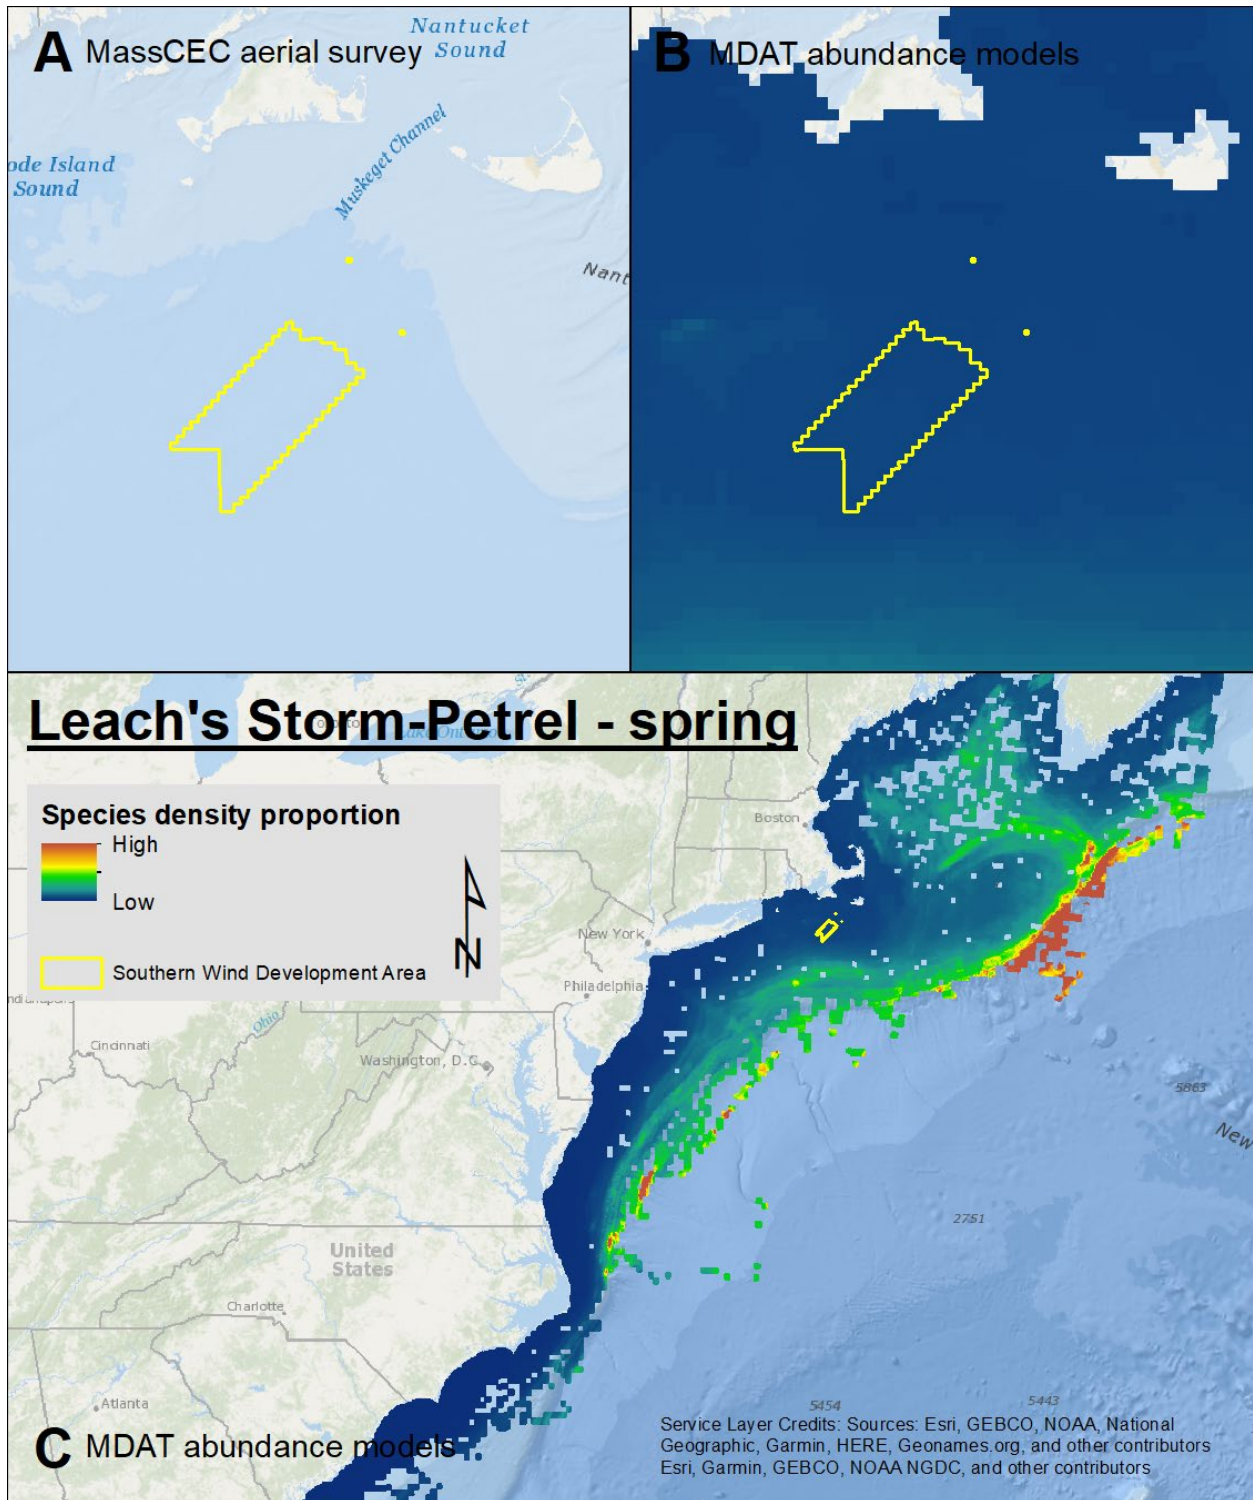 A MassCEC aerial survey
Nantucket
Sound
ode Island
Sound
Muskeget Channel
Nant
B MDAT abundance models
Leach's Storm-Petrel - spring
Lake Ontario
Species density proportion
High
Low
N
Southern Wind Development Area
Boston
New York
Philadelphia
Ohio
Cincinnati
Washington, D.C
5863
New
2751
United
States
Charlotte
Atlanta
5454
5443
C MDAT abundance models
Service Layer Credits: Sources: Esri, GEBCO, NOAA, National
Geographic, Garmin, HERE, Geonames.org, and other contributors
Esri, Garmin, GEBCO, NOAA NGDC, and other contributors